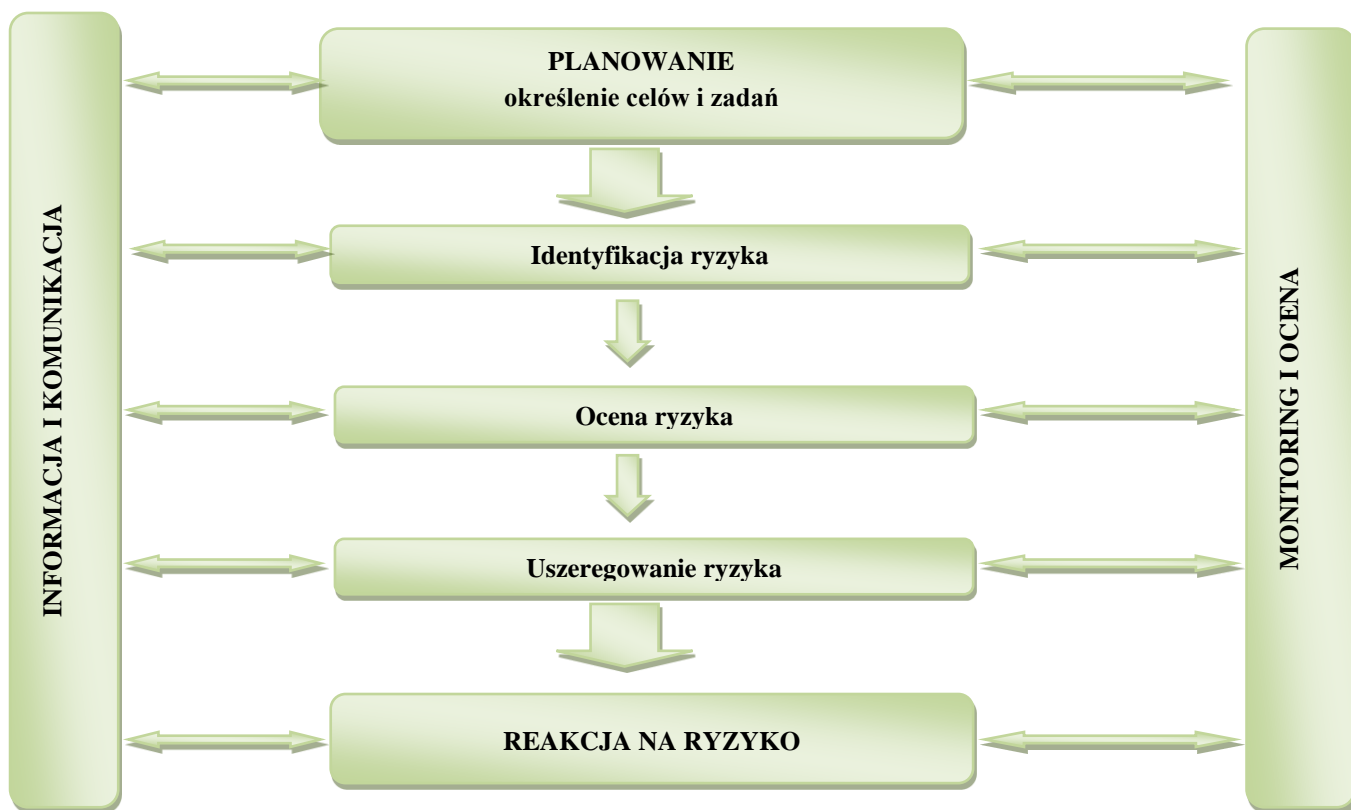 INFORMACJA I KOMUNIKACJA
PLANOWANIE
określenie celów i zadań
Identyfikacja ryzyka
Ocena ryzyka
Uszeregowanie ryzyka
REAKCJA NA RYZYKO
MONITORING I OCENA